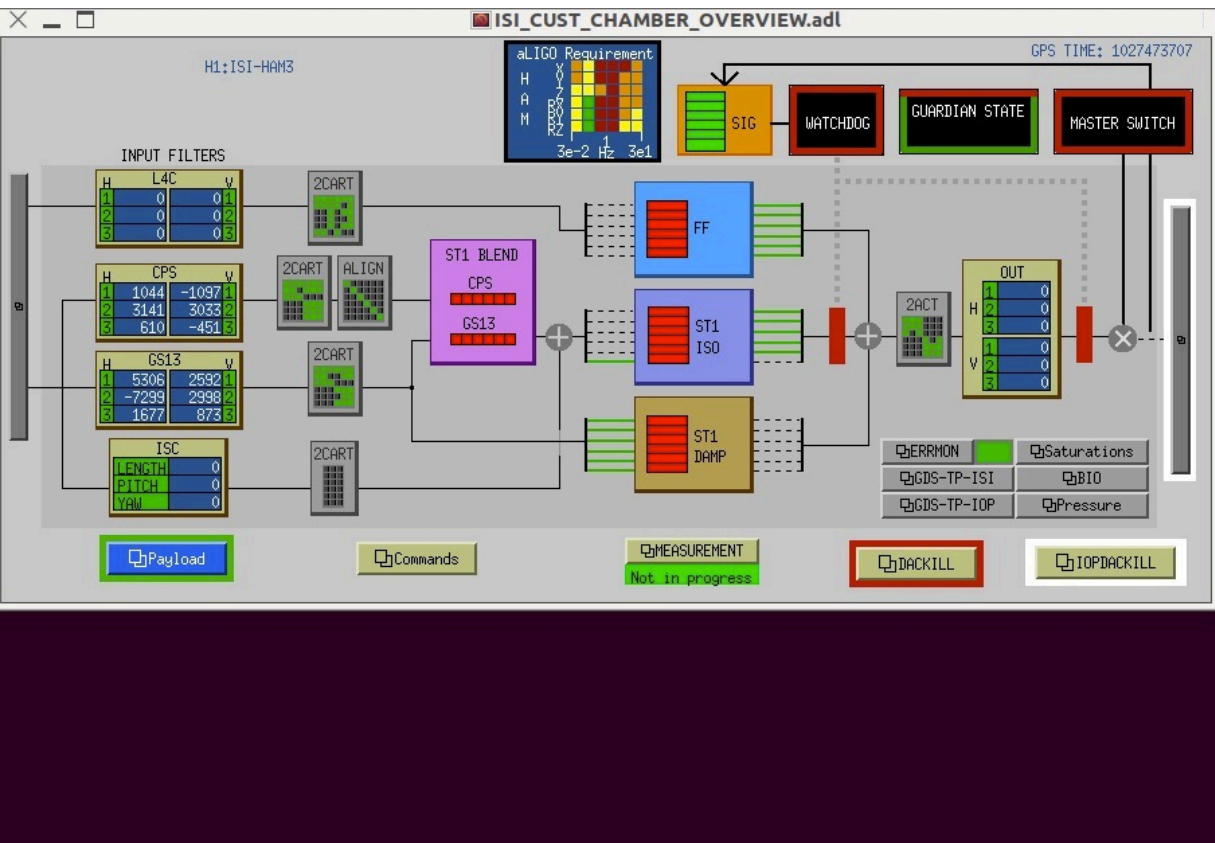 ISI_CUST_CHAMBER_OVERVIEW.adl
H1:ISI-HAM3
aLIGO Requirement
H A M
X
Y
Z
RX
RY
RZ
3e-2 1 Hz 3e1
GPS TIME: 1027473707
SIG
WATCHDOG
GUARDIAN STATE
MASTER SWITCH
INPUT FILTERS
H L4C V
1 0 0 1
2 0 0 2
3 0 0 3
2CART
H CPS V
1 1044 -1097 1
2 3141 3033 2
3 610 -451 3
2CART
ALIGN
H GS13 V
1 5306 2592 1
2 -7299 2998 2
3 1677 873 3
2CART
ISC
LENGTH 0
PITCH 0
YAW 0
2CART
ST1 BLEND
CPS
GS13
FF
ST1
ISO
ST1
DAMP
2ACT
OUT
H
1 0
2 0
3 0
V
1 0
2 0
3 0
ERRMON
Saturations
GDS-TP-ISI
BIO
GDS-TP-IOP
Pressure
Payload
Commands
MEASUREMENT
Not in progress
DACKILL
IOPDACKILL